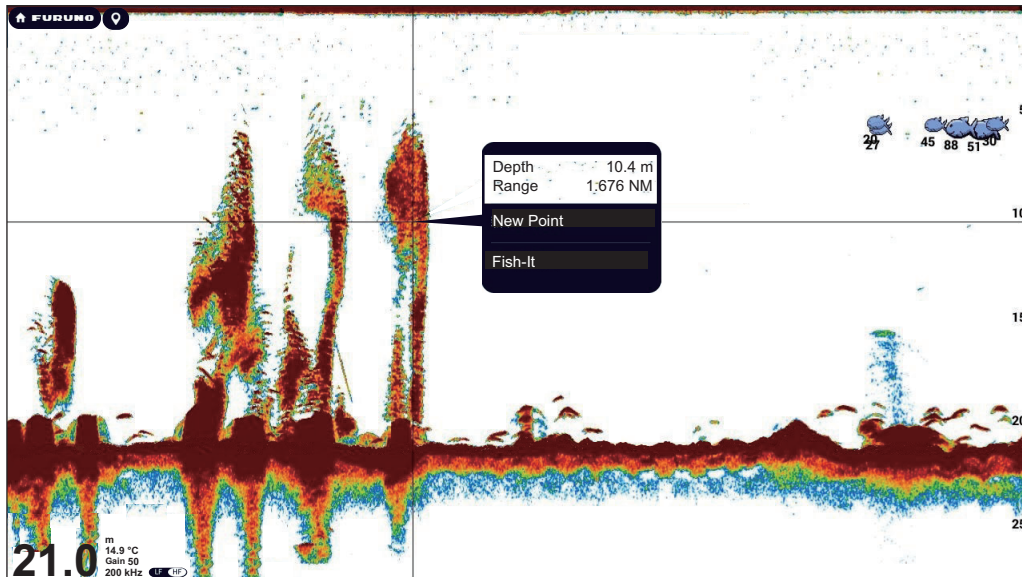 FURUNO
5
20
27
45
88
51
30
Depth 10.4 m
Range 1.676 NM
New Point
10
Fish-It
15
20
25
21.0
m
14.9 °C
Gain 50
200 kHz LF HF